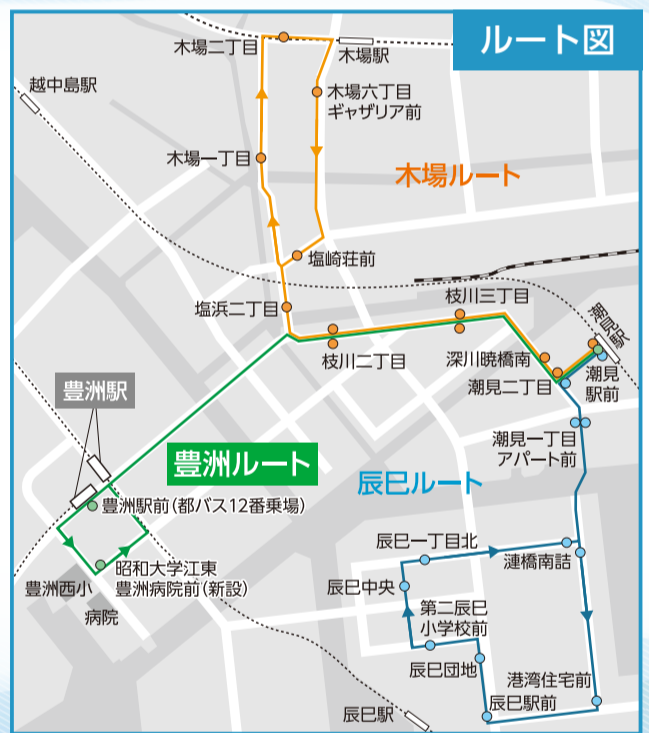 ルート図
木場二丁目
木場駅
越中島駅
木場六丁目
ギャザリア前
木場一丁目
木場ルート
塩崎荘前
塩浜二丁目
枝川三丁目
潮見駅
枝川二丁目
深川暁橋南
潮見二丁目
潮見
駅前
豊洲駅
豊洲ルート
辰巳ルート
潮見一丁目
アパート前
豊洲駅前(都バス12番乗場)
辰巳一丁目北
漣橋南詰
昭和大学江東
豊洲病院前(新設)
豊洲西小
病院
辰巳中央
第二辰巳
小学校前
辰巳団地
港湾住宅前
辰巳駅前
辰巳駅